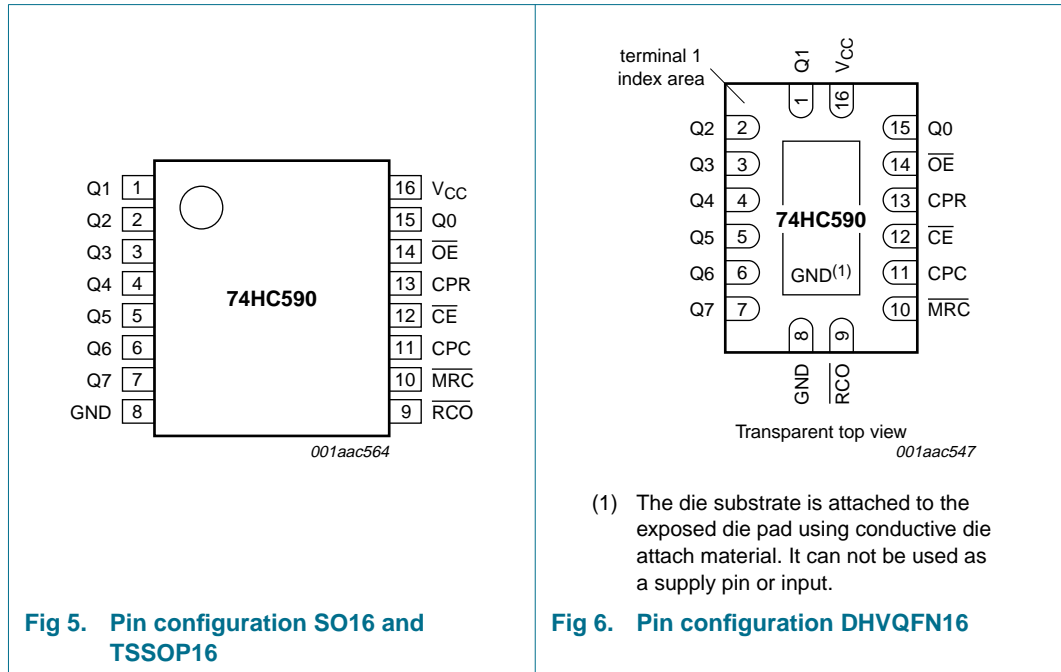 Q1 1 16 VCC
Q2 2 15 Q0
Q3 3 14 OE
Q4 4 13 CPR
74HC590
Q5 5 12 CE
Q6 6 11 CPC
Q7 7 10 MRC
GND 8 9 RCO
001aac564
Fig 5. Pin configuration SO16 and
TSSOP16
terminal 1
index area
Q1 VCC
1 16
Q2 2 15 Q0
Q3 3 14 OE
Q4 4 13 CPR
74HC590
Q5 5 12 CE
Q6 6 GND(1) 11 CPC
Q7 7 10 MRC
8 9
GND RCO
Transparent top view
001aac547
(1) The die substrate is attached to the
exposed die pad using conductive die
attach material. It can not be used as
a supply pin or input.
Fig 6. Pin configuration DHVQFN16